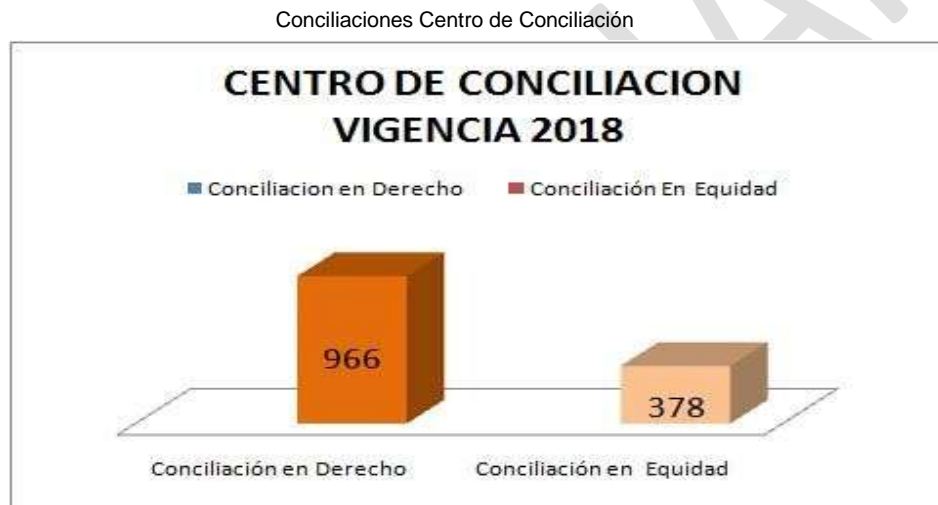 Conciliaciones Centro de Conciliación
CENTRO DE CONCILIACION
VIGENCIA 2018
Conciliacion en Derecho Conciliación En Equidad
966
378
Conciliación en Derecho Conciliación en Equidad